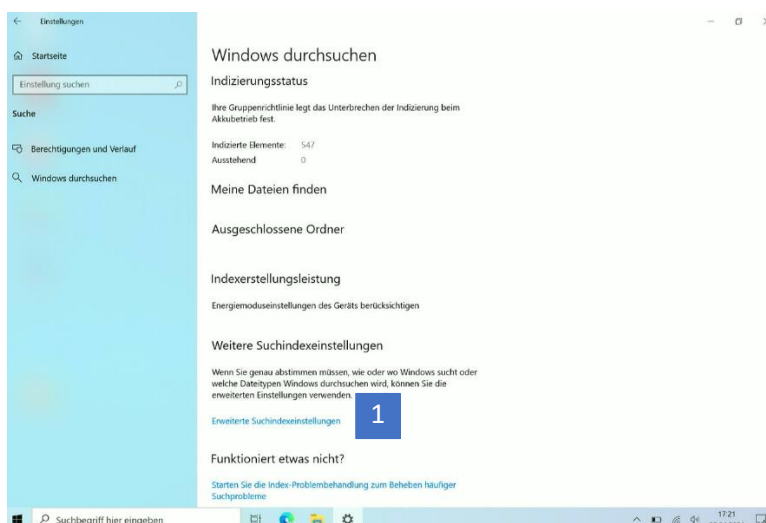 Einstellungen
Startseite
Einstellung suchen
Suche
Berechtigungen und Verlauf
Windows durchsuchen
Windows durchsuchen
Indizierungsstatus
Ihre Gruppenrichtlinie legt das Unterbrechen der Indizierung beim
Akkubetrieb fest.
Indizierte Elemente: 547
Ausstehend 0
Meine Dateien finden
Ausgeschlossene Ordner
Indexerstellungsleistung
Energiemoduseinstellungen des Geräts berücksichtigen
Weitere Suchindexeinstellungen
Wenn Sie genau abstimmen müssen, wie oder wo Windows sucht oder
welche Dateitypen Windows durchsuchen wird, können Sie die
erweiterten Einstellungen verwenden.
Erweiterte Suchindexeinstellungen
1
Funktioniert etwas nicht?
Starten Sie die Index-Problembehandlung zum Beheben häufiger
Suchprobleme
Suchbegriff hier eingeben
17:21